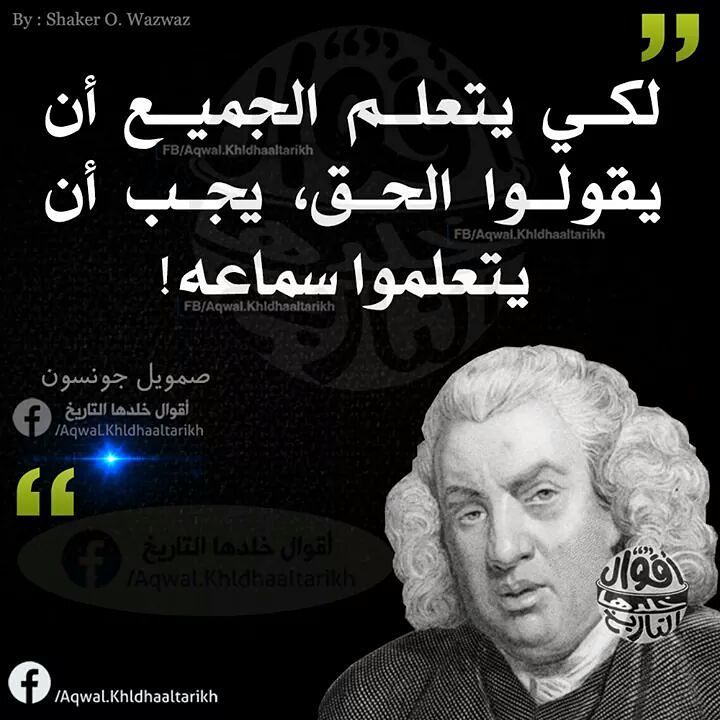 By : Shaker O. Wazwaz
لكي يتعلم الجميع أن
FB/Aqwal.Khldhaaltarikh
يقولوا الحق، يجب أن
FB/Aqwal.Khldhaaltarikh
يتعلموا سماعه!
FB/Aqwal.Khldhaaltarikh
صمويل جونسون
أقوال خلدها التاريخ
/Aqwal.Khldhaaltarikh
أقوال خلدها التاريخ
/Aqwal.Khldhaaltarikh
أقوال
خلدها
التاريخ
/Aqwal.Khldhaaltarikh